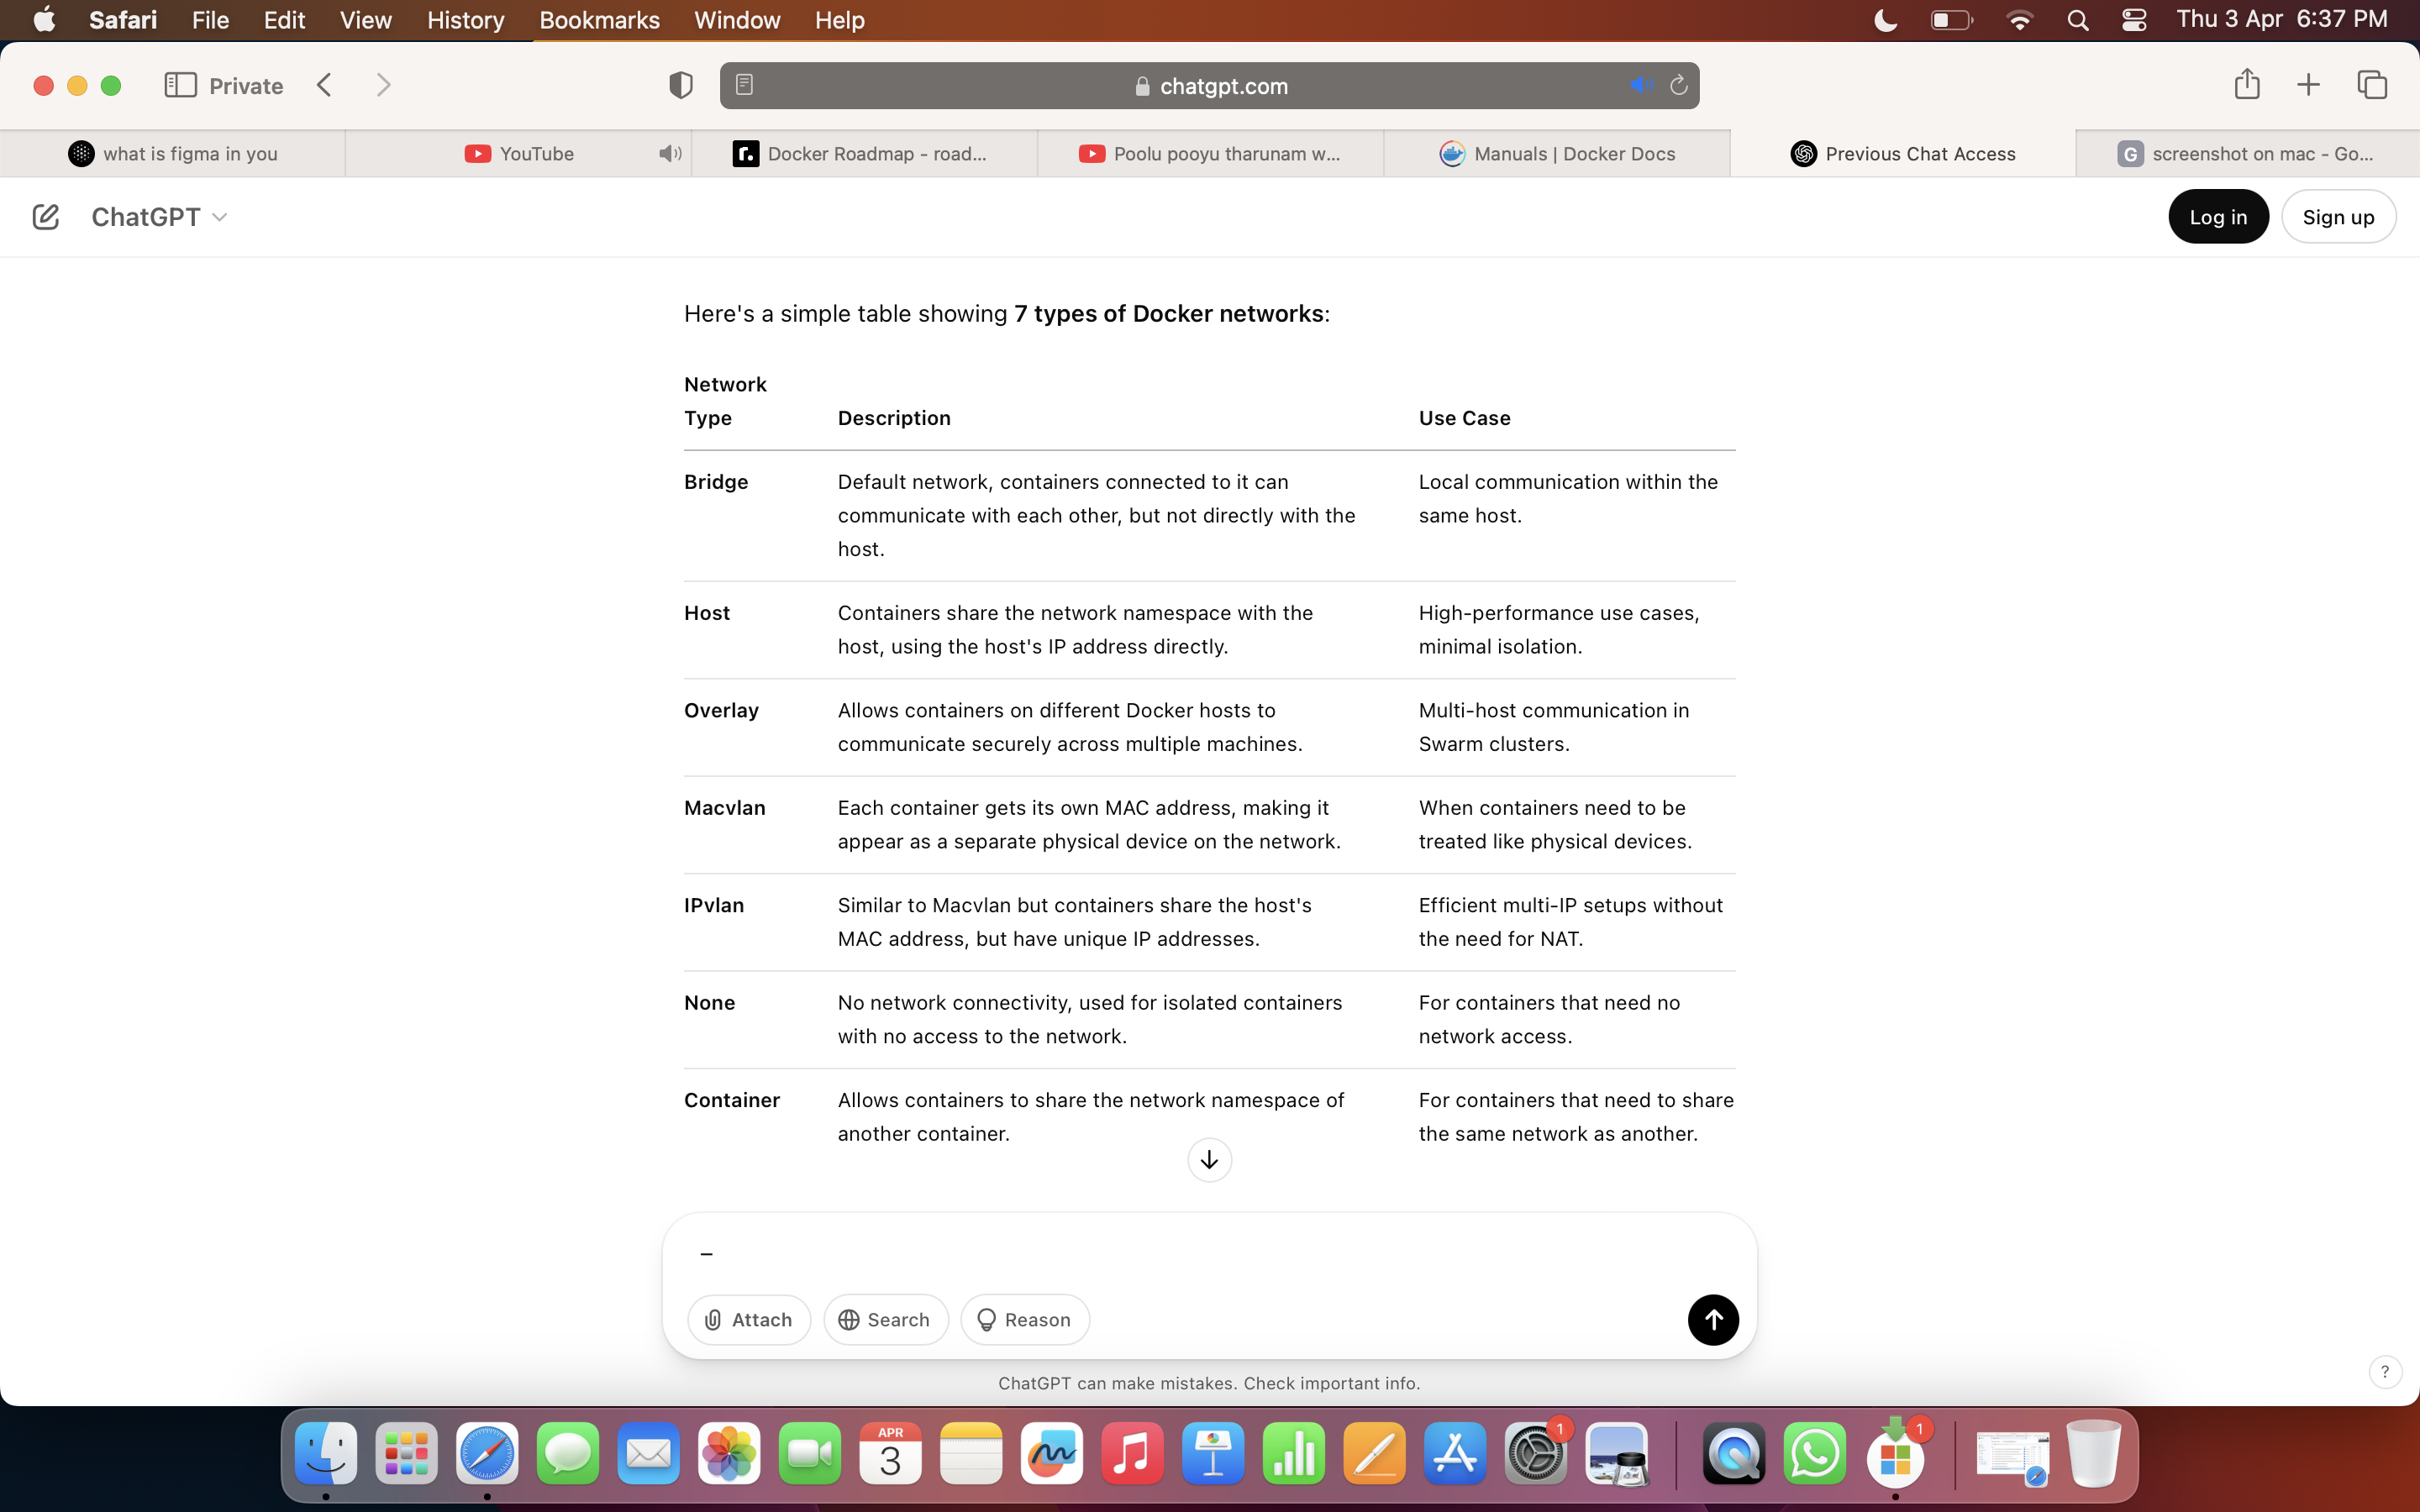 Safari File Edit View History Bookmarks Window Help Thu 3 Apr 6:37 PM
Private chatgpt.com
what is figma in you YouTube Docker Roadmap - road... Poolu pooyu tharunam w... Manuals | Docker Docs Previous Chat Access G screenshot on mac - Go...
ChatGPT Log in Sign up
Here's a simple table showing 7 types of Docker networks:
Network
Type Description Use Case
Bridge Default network, containers connected to it can Local communication within the
communicate with each other, but not directly with the same host.
host.
Host Containers share the network namespace with the High-performance use cases,
host, using the host's IP address directly. minimal isolation.
Overlay Allows containers on different Docker hosts to Multi-host communication in
communicate securely across multiple machines. Swarm clusters.
Macvlan Each container gets its own MAC address, making it When containers need to be
appear as a separate physical device on the network. treated like physical devices.
IPvlan Similar to Macvlan but containers share the host's Efficient multi-IP setups without
MAC address, but have unique IP addresses. the need for NAT.
None No network connectivity, used for isolated containers For containers that need no
with no access to the network. network access.
Container Allows containers to share the network namespace of For containers that need to share
another container. the same network as another.
–
Attach Search Reason
ChatGPT can make mistakes. Check important info. ?
APR
3 1 1